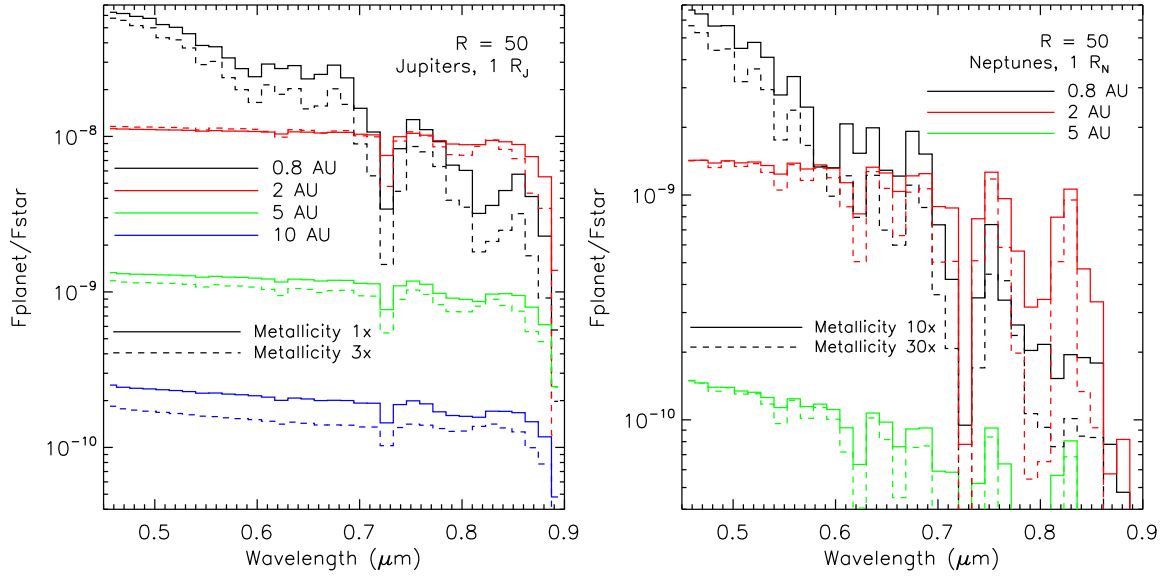 R = 50
Jupiters, 1 R_J
0.8 AU
2 AU
5 AU
10 AU
Metallicity 1x
Metallicity 3x
10^-8
10^-9
10^-10
Fplanet/Fstar
0.5 0.6 0.7 0.8 0.9
Wavelength (μm)
R = 50
Neptunes, 1 R_N
0.8 AU
2 AU
5 AU
Metallicity 10x
Metallicity 30x
10^-9
10^-10
Fplanet/Fstar
0.5 0.6 0.7 0.8 0.9
Wavelength (μm)